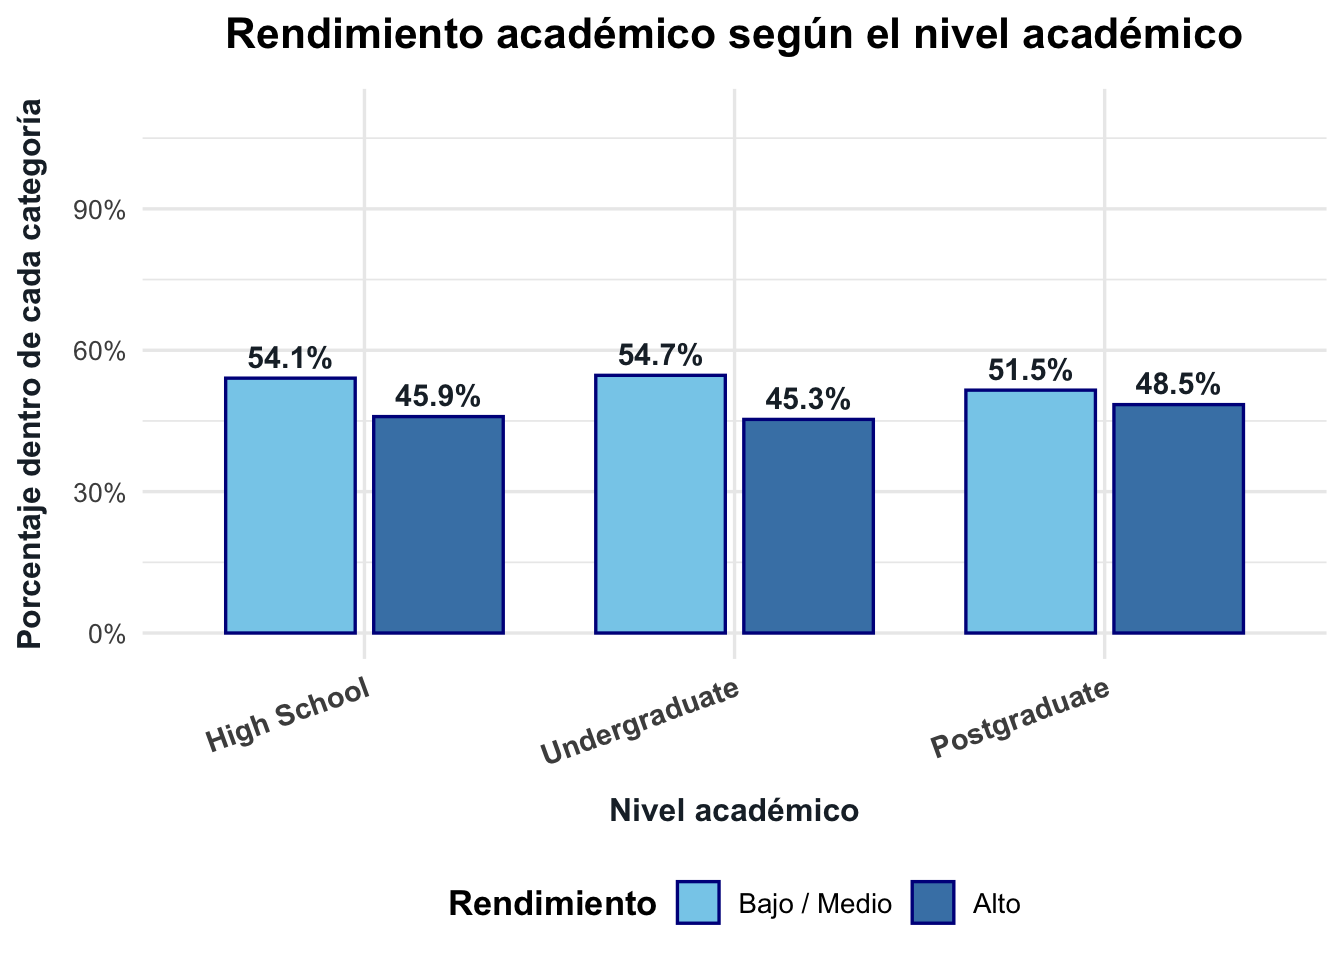 Rendimiento académico según el nivel académico
Porcentaje dentro de cada categoría
90%
60%
30%
0%
54.1%
45.9%
54.7%
45.3%
51.5%
48.5%
High School
Undergraduate
Postgraduate
Nivel académico
Rendimiento
Bajo / Medio
Alto